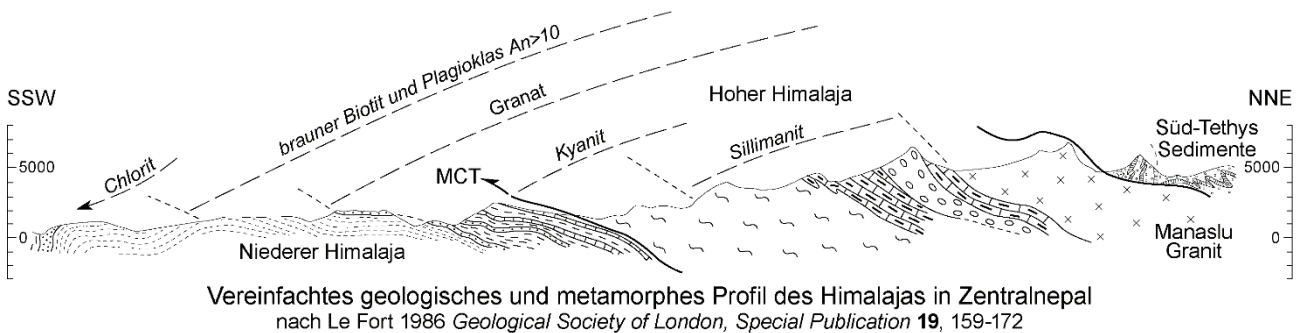 SSW
NNE
brauner Biotit und Plagioklas An>10
Granat
Hoher Himalaja
Chlorit
Kyanit
Sillimanit
MCT
Süd-Tethys
Sedimente
5000
5000
0
0
Niederer Himalaja
Manaslu
Granit
Vereinfachtes geologisches und metamorphes Profil des Himalajas in Zentralnepal
nach Le Fort 1986 Geological Society of London, Special Publication 19, 159-172